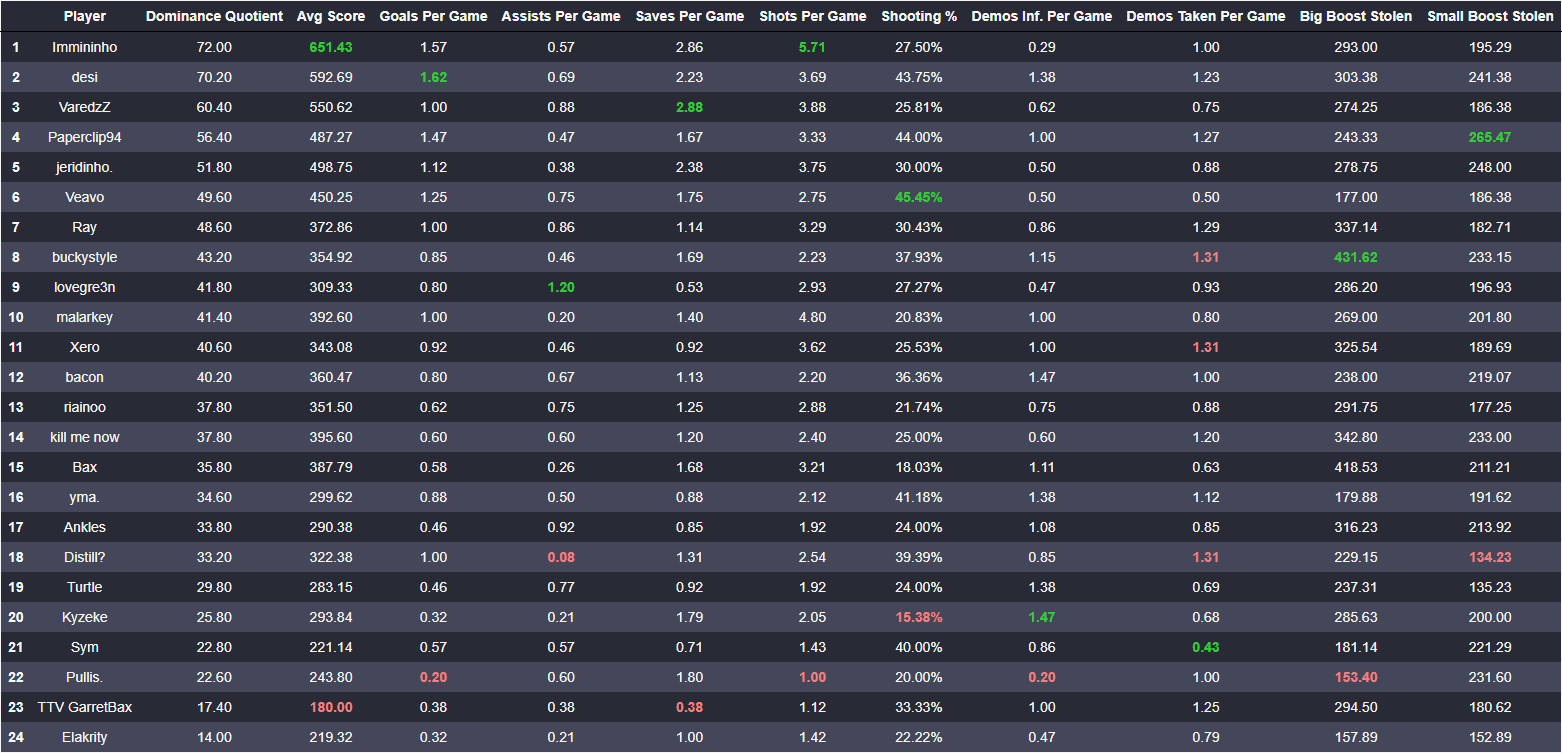 Player Dominance Quotient Avg Score Goals Per Game Assists Per Game Saves Per Game Shots Per Game Shooting % Demos Inf. Per Game Demos Taken Per Game Big Boost Stolen Small Boost Stolen
1 Immininho 72.00 651.43 1.57 0.57 2.86 5.71 27.50% 0.29 1.00 293.00 195.29
2 desi 70.20 592.69 1.62 0.69 2.23 3.69 43.75% 1.38 1.23 303.38 241.38
3 VaredzZ 60.40 550.62 1.00 0.88 2.88 3.88 25.81% 0.62 0.75 274.25 186.38
4 Paperclip94 56.40 487.27 1.47 0.47 1.67 3.33 44.00% 1.00 1.27 243.33 265.47
5 jeridinho. 51.80 498.75 1.12 0.38 2.38 3.75 30.00% 0.50 0.88 278.75 248.00
6 Veavo 49.60 450.25 1.25 0.75 1.75 2.75 45.45% 0.50 0.50 177.00 186.38
7 Ray 48.60 372.86 1.00 0.86 1.14 3.29 30.43% 0.86 1.29 337.14 182.71
8 buckystyle 43.20 354.92 0.85 0.46 1.69 2.23 37.93% 1.15 1.31 431.62 233.15
9 lovegre3n 41.80 309.33 0.80 1.20 0.53 2.93 27.27% 0.47 0.93 286.20 196.93
10 malarkey 41.40 392.60 1.00 0.20 1.40 4.80 20.83% 1.00 0.80 269.00 201.80
11 Xero 40.60 343.08 0.92 0.46 0.92 3.62 25.53% 1.00 1.31 325.54 189.69
12 bacon 40.20 360.47 0.80 0.67 1.13 2.20 36.36% 1.47 1.00 238.00 219.07
13 riainoo 37.80 351.50 0.62 0.75 1.25 2.88 21.74% 0.75 0.88 291.75 177.25
14 kill me now 37.80 395.60 0.60 0.60 1.20 2.40 25.00% 0.60 1.20 342.80 233.00
15 Bax 35.80 387.79 0.58 0.26 1.68 3.21 18.03% 1.11 0.63 418.53 211.21
16 yma. 34.60 299.62 0.88 0.50 0.88 2.12 41.18% 1.38 1.12 179.88 191.62
17 Ankles 33.80 290.38 0.46 0.92 0.85 1.92 24.00% 1.08 0.85 316.23 213.92
18 Distill? 33.20 322.38 1.00 0.08 1.31 2.54 39.39% 0.85 1.31 229.15 134.23
19 Turtle 29.80 283.15 0.46 0.77 0.92 1.92 24.00% 1.38 0.69 237.31 135.23
20 Kyzeke 25.80 293.84 0.32 0.21 1.79 2.05 15.38% 1.47 0.68 285.63 200.00
21 Sym 22.80 221.14 0.57 0.57 0.71 1.43 40.00% 0.86 0.43 181.14 221.29
22 Pullis. 22.60 243.80 0.20 0.60 1.80 1.00 20.00% 0.20 1.00 153.40 231.60
23 TTV GarretBax 17.40 180.00 0.38 0.38 0.38 1.12 33.33% 1.00 1.25 294.50 180.62
24 Elakrity 14.00 219.32 0.32 0.21 1.00 1.42 22.22% 0.47 0.79 157.89 152.89